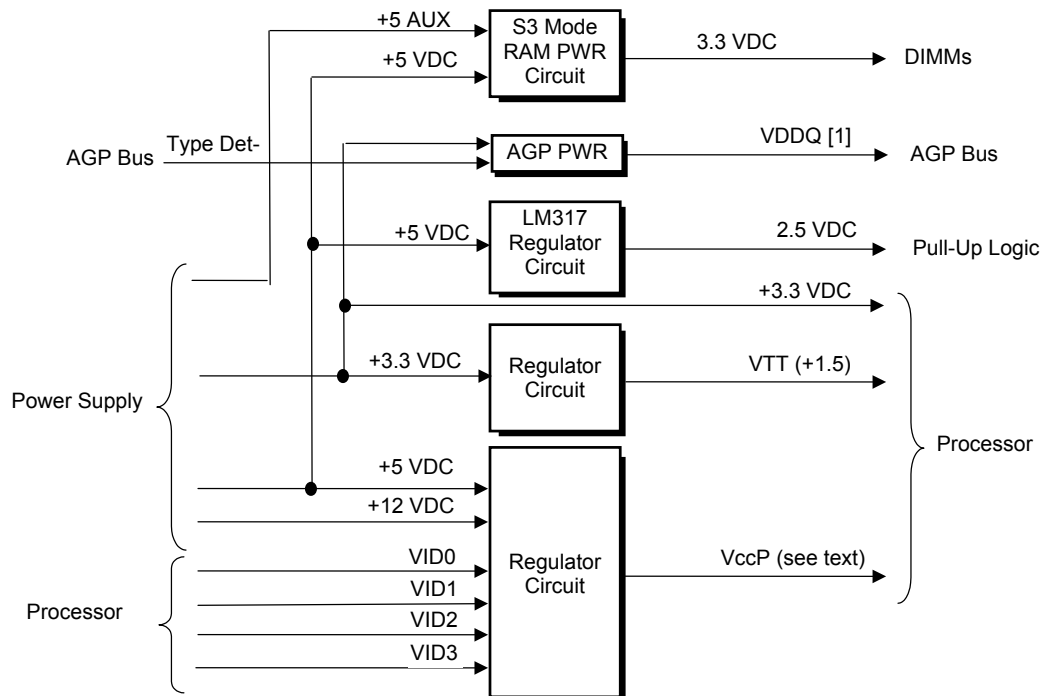 +5 AUX
+5 VDC
S3 Mode
RAM PWR
Circuit
3.3 VDC
DIMMs
AGP Bus
Type Det-
AGP PWR
VDDQ [1]
AGP Bus
+5 VDC
LM317
Regulator
Circuit
2.5 VDC
Pull-Up Logic
+3.3 VDC
Power Supply
+3.3 VDC
Regulator
Circuit
VTT (+1.5)
Processor
+5 VDC
+12 VDC
Processor
VID0
VID1
VID2
VID3
Regulator
Circuit
VccP (see text)